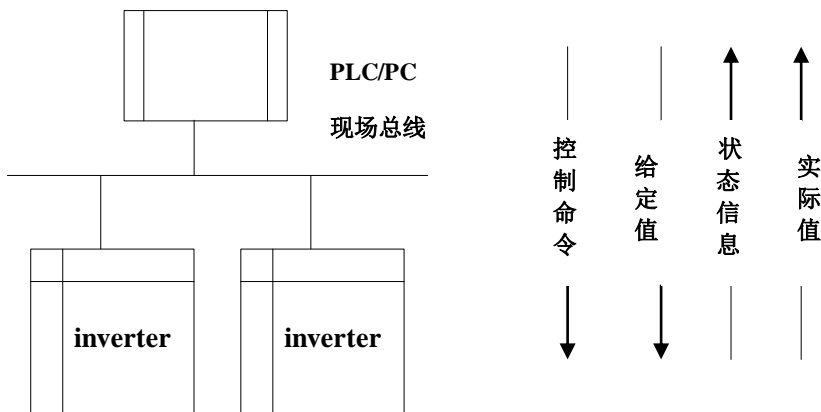 PLC/PC
现场总线
控制命令
给定值
状态信息
实际值
inverter
inverter